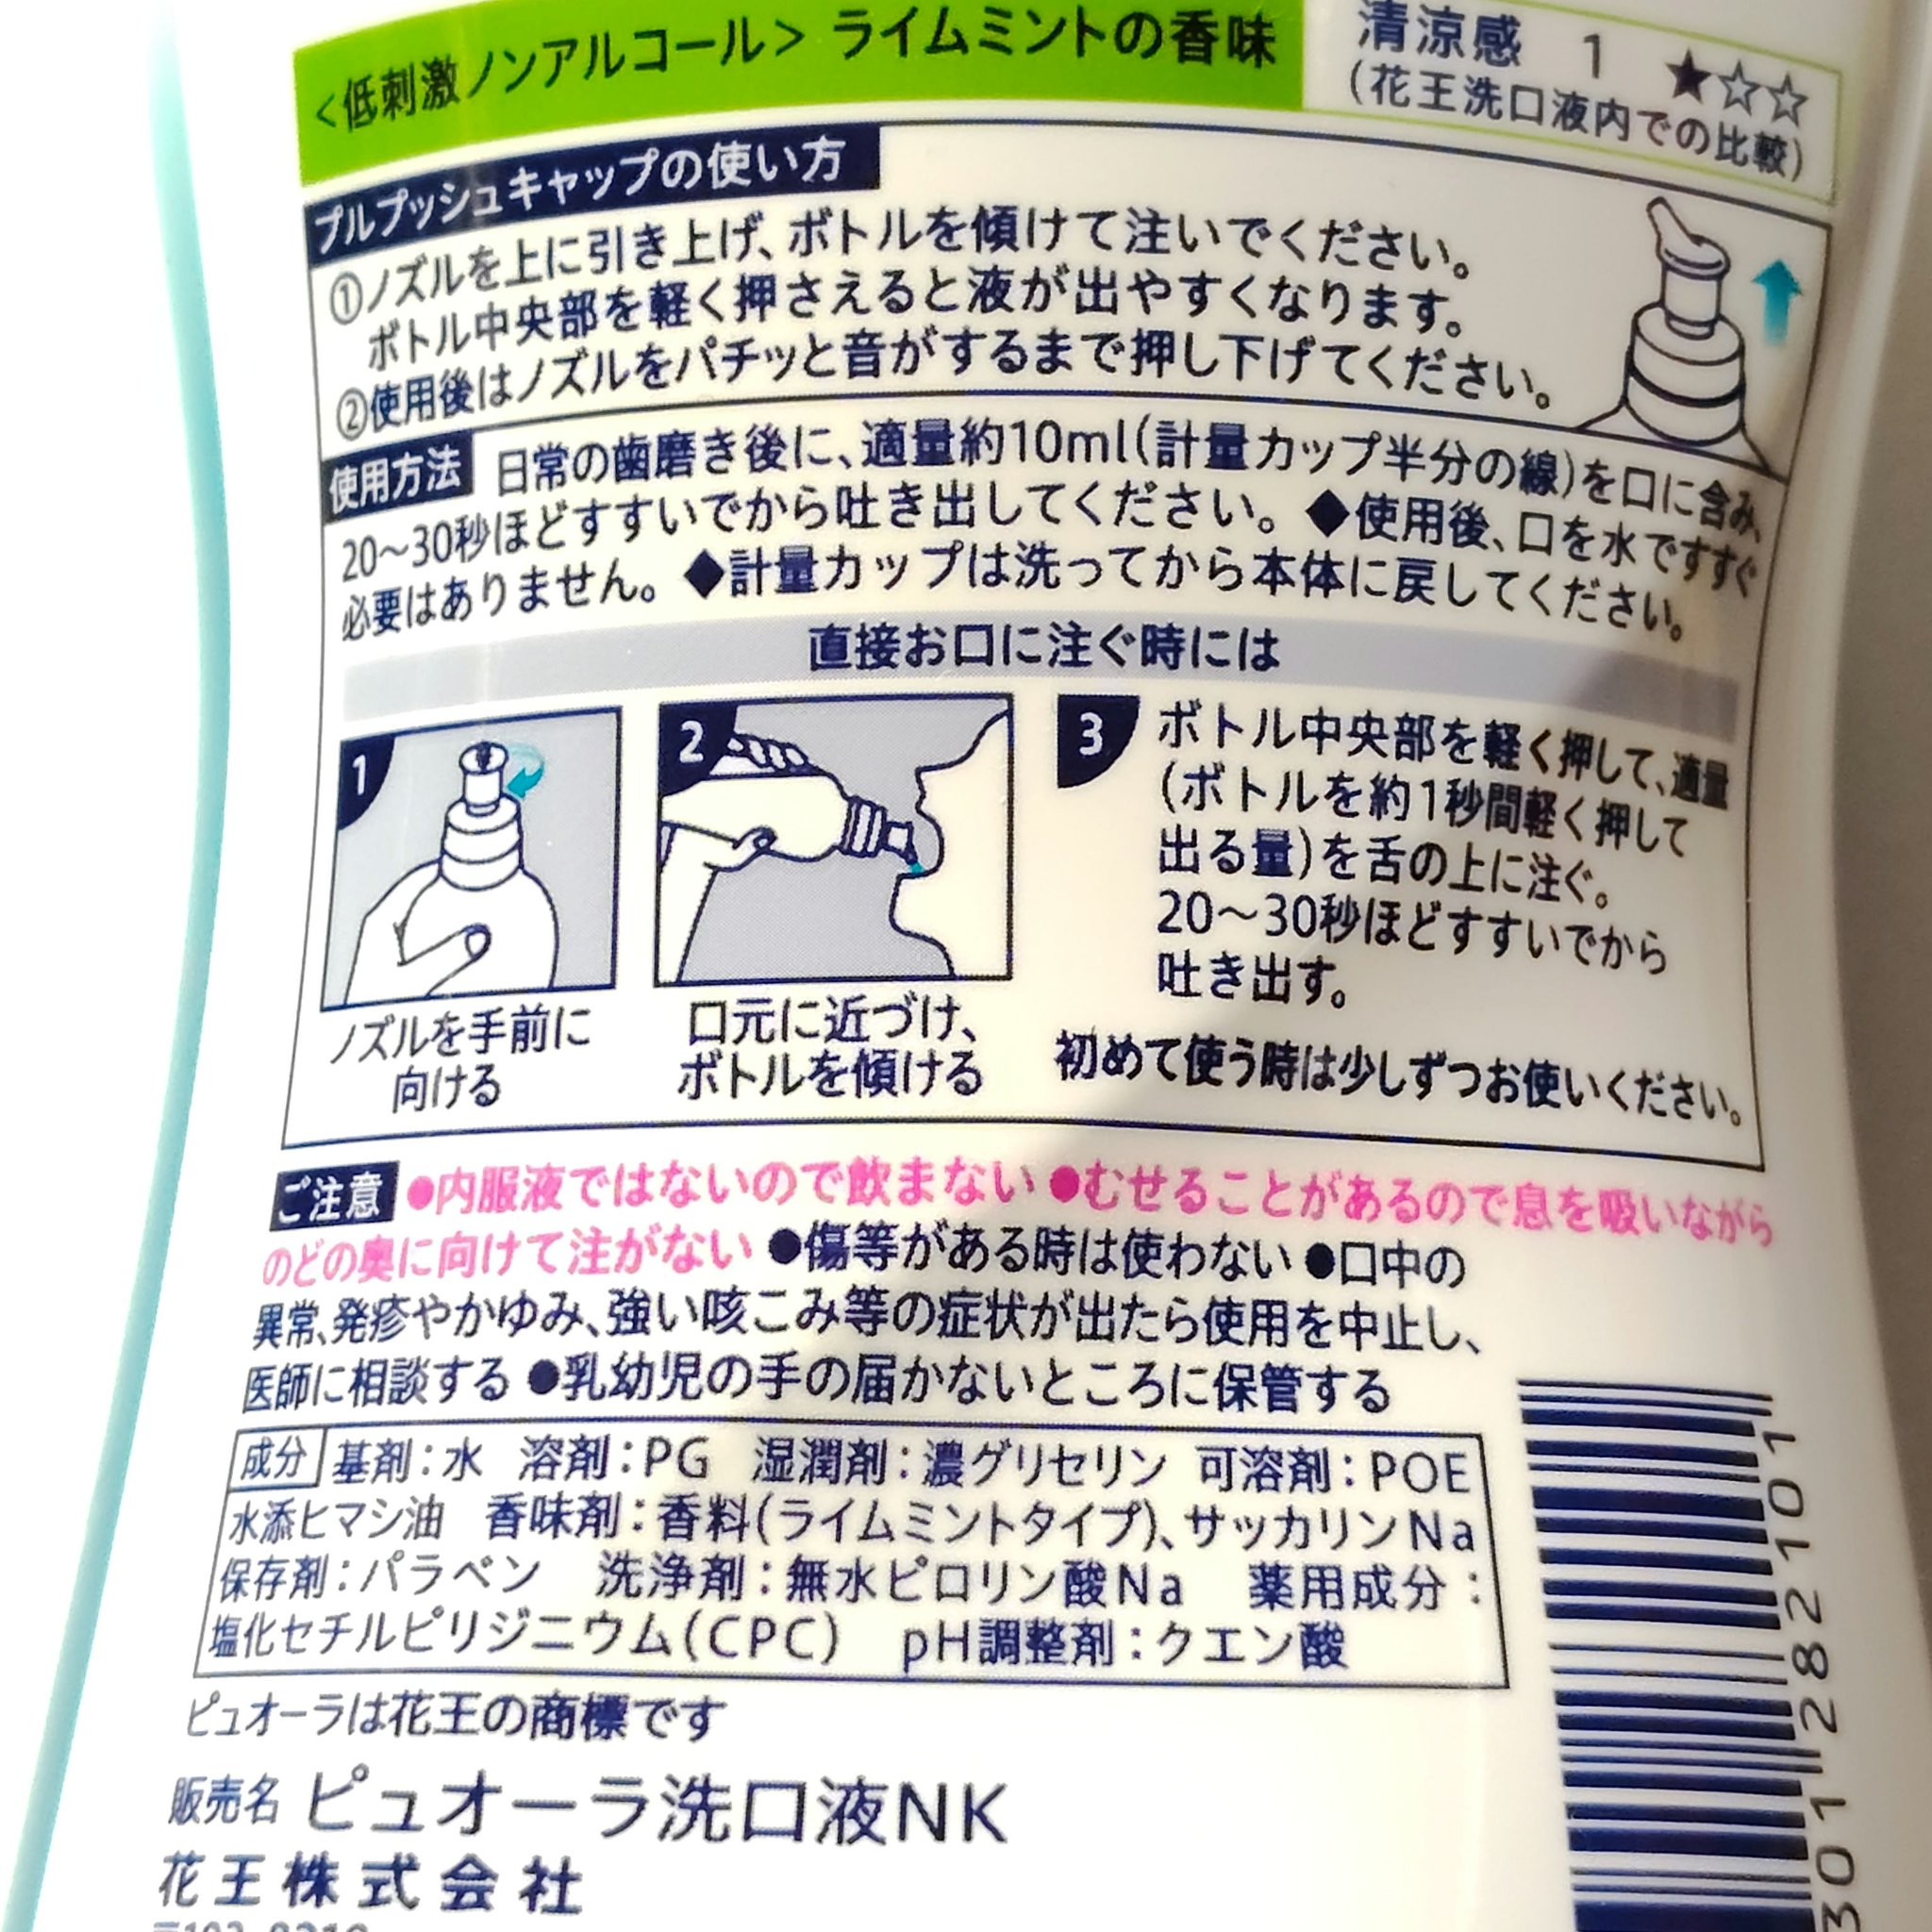 <低刺激ノンアルコール> ライムミントの香味
清涼感 1 ★☆☆
(花王洗口液内での比較)
プルプッシュキャップの使い方
①ノズルを上に引き上げ、ボトルを傾けて注いでください。
ボトル中央部を軽く押さえると液が出やすくなります。
②使用後はノズルをパチッと音がするまで押し下げてください。
使用方法 日常の歯磨き後に、適量約10ml(計量カップ半分の線)を口に含み、
20〜30秒ほどすすいでから吐き出してください。◆使用後、口を水ですすぐ
必要はありません。◆計量カップは洗ってから本体に戻してください。
直接お口に注ぐ時には
1
ノズルを手前に
向ける
2
口元に近づけ、
ボトルを傾ける
3 ボトル中央部を軽く押して、適量
(ボトルを約1秒間軽く押して
出る量)を舌の上に注ぐ。
20〜30秒ほどすすいでから
吐き出す。
初めて使う時は少しずつお使いください。
ご注意 ●内服液ではないので飲まない ●むせることがあるので息を吸いながら
のどの奥に向けて注がない ●傷等がある時は使わない ●口中の
異常、発疹やかゆみ、強い咳こみ等の症状が出たら使用を中止し、
医師に相談する ●乳幼児の手の届かないところに保管する
成分 基剤：水 溶剤：PG 湿潤剤：濃グリセリン 可溶剤：POE
水添ヒマシ油 香味剤：香料(ライムミントタイプ)、サッカリンNa
保存剤：パラベン 洗浄剤：無水ピロリン酸Na 薬用成分：
塩化セチルピリジニウム(CPC) pH調整剤：クエン酸
ピュオーラは花王の商標です
販売名 ピュオーラ洗口液NK
花王株式会社
301 282101